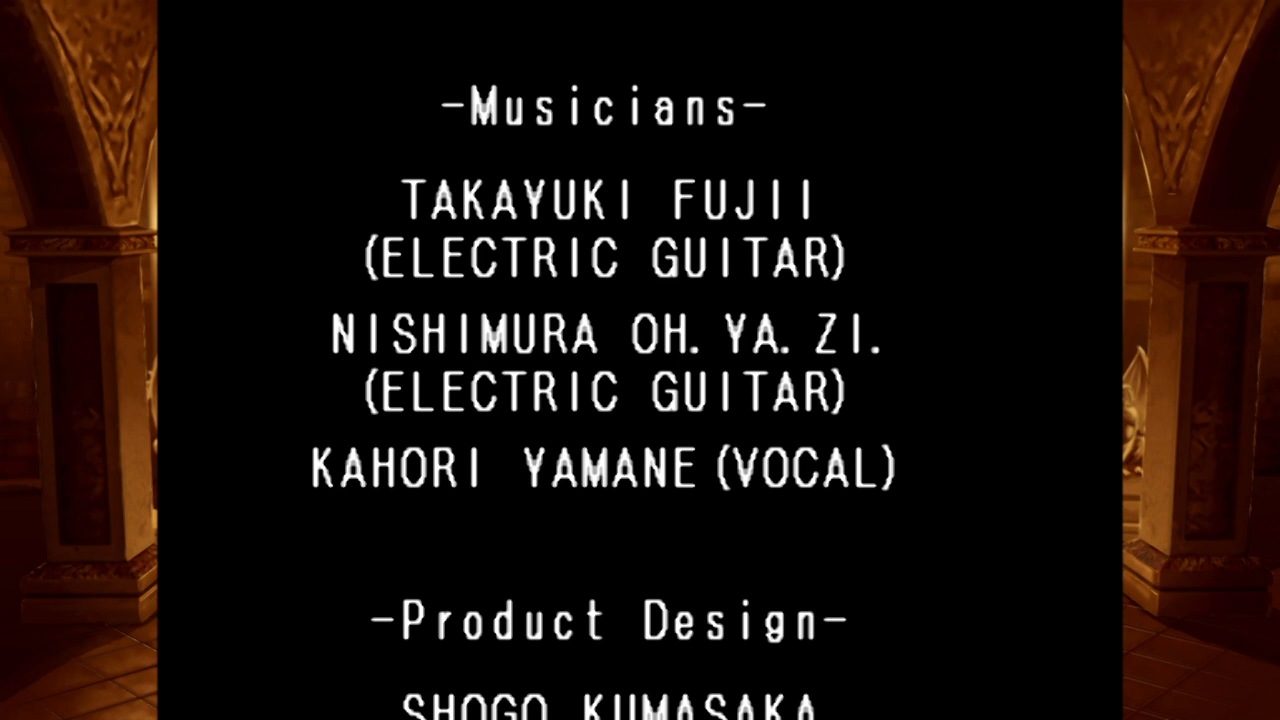 -Musicians-
TAKAYUKI FUJII
(ELECTRIC GUITAR)
NISHIMURA OH. YA. ZI.
(ELECTRIC GUITAR)
KAHORI YAMANE (VOCAL)
-Product Design-
SHOGO KUMASAKA